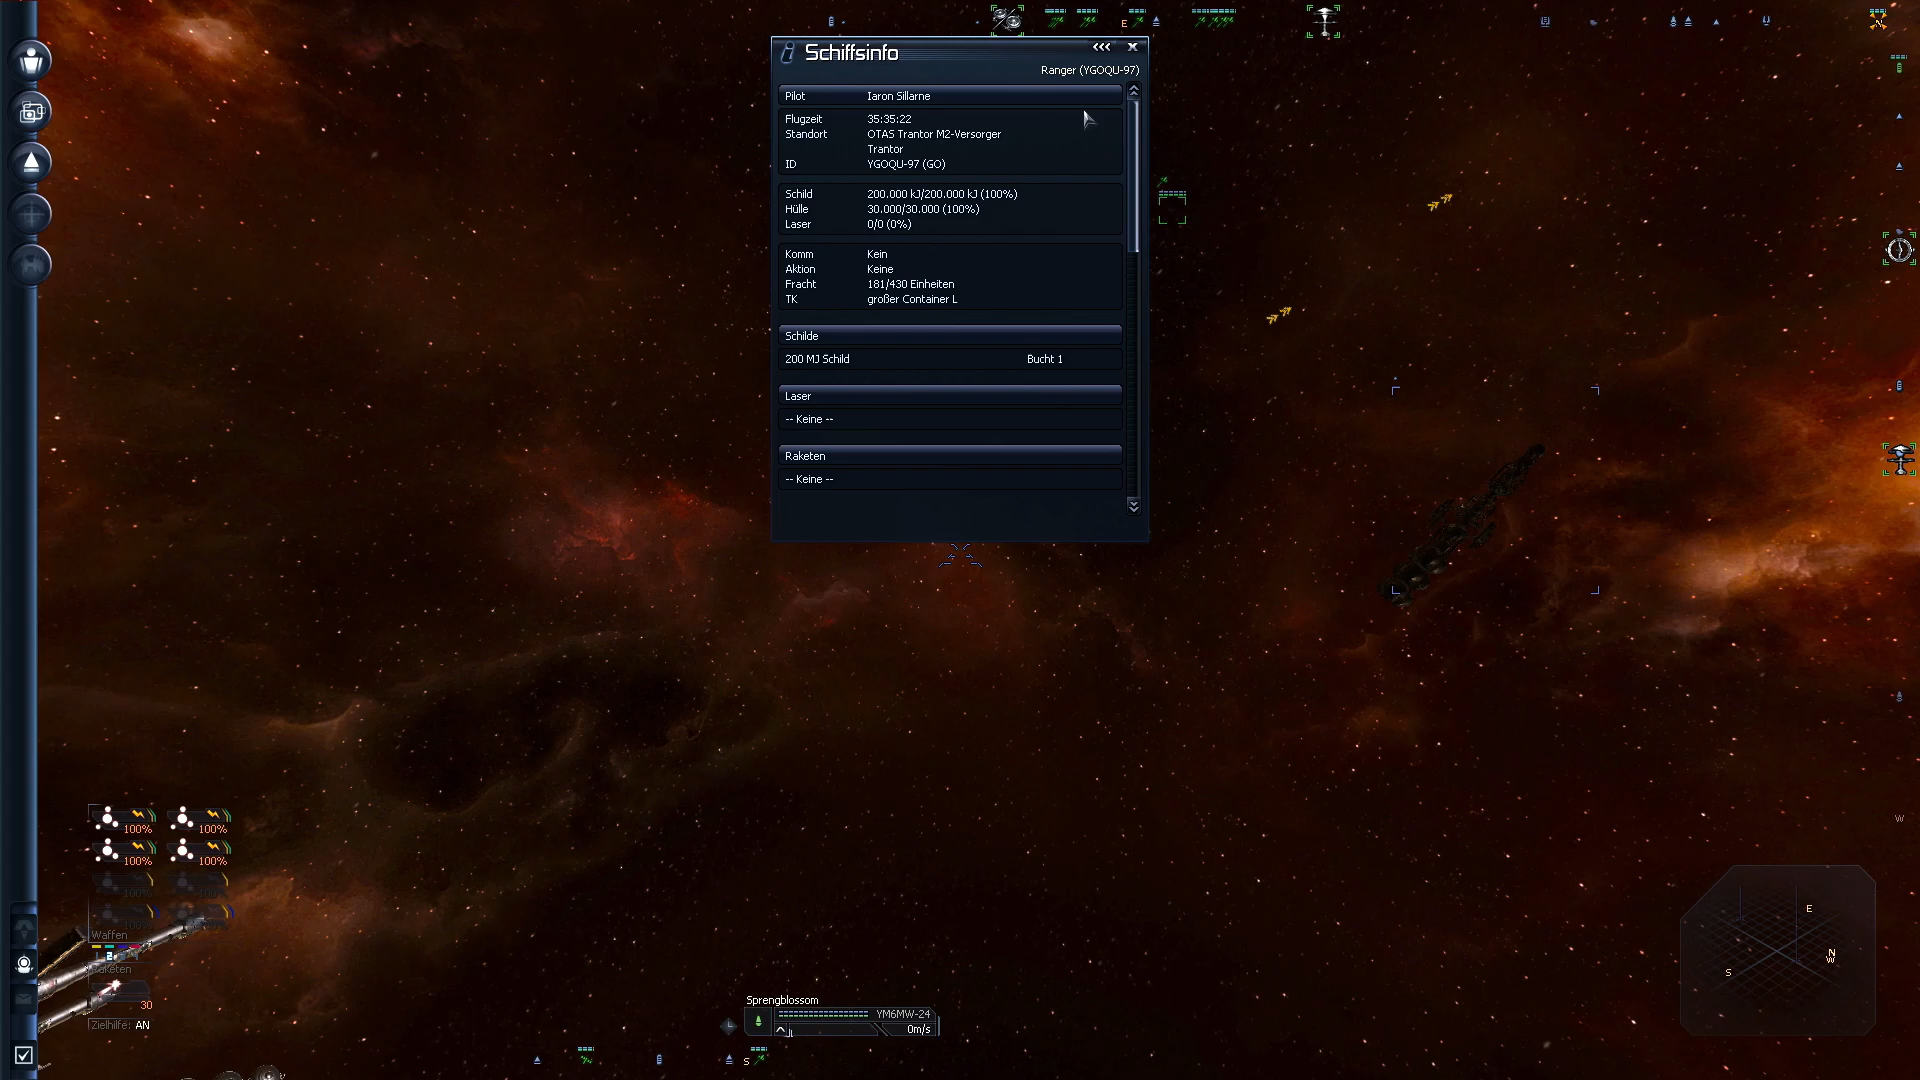 E
N
Schiffsinfo
Ranger (YGOQU-97)
Pilot Iaron Sillarne
Flugzeit 35:35:22
Standort OTAS Trantor M2-Versorger
Trantor
ID YGOQU-97 (GO)
Schild 200.000 kJ/200.000 kJ (100%)
Hülle 30.000/30.000 (100%)
Laser 0/0 (0%)
Komm Kein
Aktion Keine
Fracht 181/430 Einheiten
TK großer Container L
Schilde
200 MJ Schild Bucht 1
Laser
-- Keine --
Raketen
-- Keine --
W
100% 100%
100% 100%
100% 100%
Waffen
2
Raketen
30
Zielhilfe: AN
Sprengblossom
YM6MW-24
0m/s
S
E
N
W
S